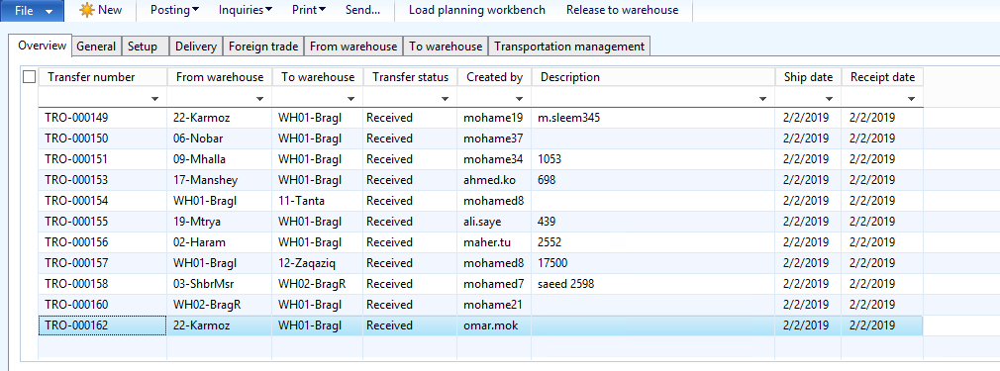 File New Posting Inquiries Print Send... Load planning workbench Release to warehouse
Overview General Setup Delivery Foreign trade From warehouse To warehouse Transportation management
Transfer number From warehouse To warehouse Transfer status Created by Description Ship date Receipt date
TRO-000149 22-Karmoz WH01-Bragl Received mohame19 m.sleem345 2/2/2019 2/2/2019
TRO-000150 06-Nobar WH01-Bragl Received mohame37 2/2/2019 2/2/2019
TRO-000151 09-Mhalla WH01-Bragl Received mohame34 1053 2/2/2019 2/2/2019
TRO-000153 17-Manshey WH01-Bragl Received ahmed.ko 698 2/2/2019 2/2/2019
TRO-000154 WH01-Bragl 11-Tanta Received mohamed8 2/2/2019 2/2/2019
TRO-000155 19-Mtrya WH01-Bragl Received ali.saye 439 2/2/2019 2/2/2019
TRO-000156 02-Haram WH01-Bragl Received maher.tu 2552 2/2/2019 2/2/2019
TRO-000157 WH01-Bragl 12-Zaqaziq Received mohamed8 17500 2/2/2019 2/2/2019
TRO-000158 03-ShbrMsr WH02-BragR Received mohamed7 saeed 2598 2/2/2019 2/2/2019
TRO-000160 WH02-BragR WH01-Bragl Received mohame21 2/2/2019 2/2/2019
TRO-000162 22-Karmoz WH01-Bragl Received omar.mok 2/2/2019 2/2/2019